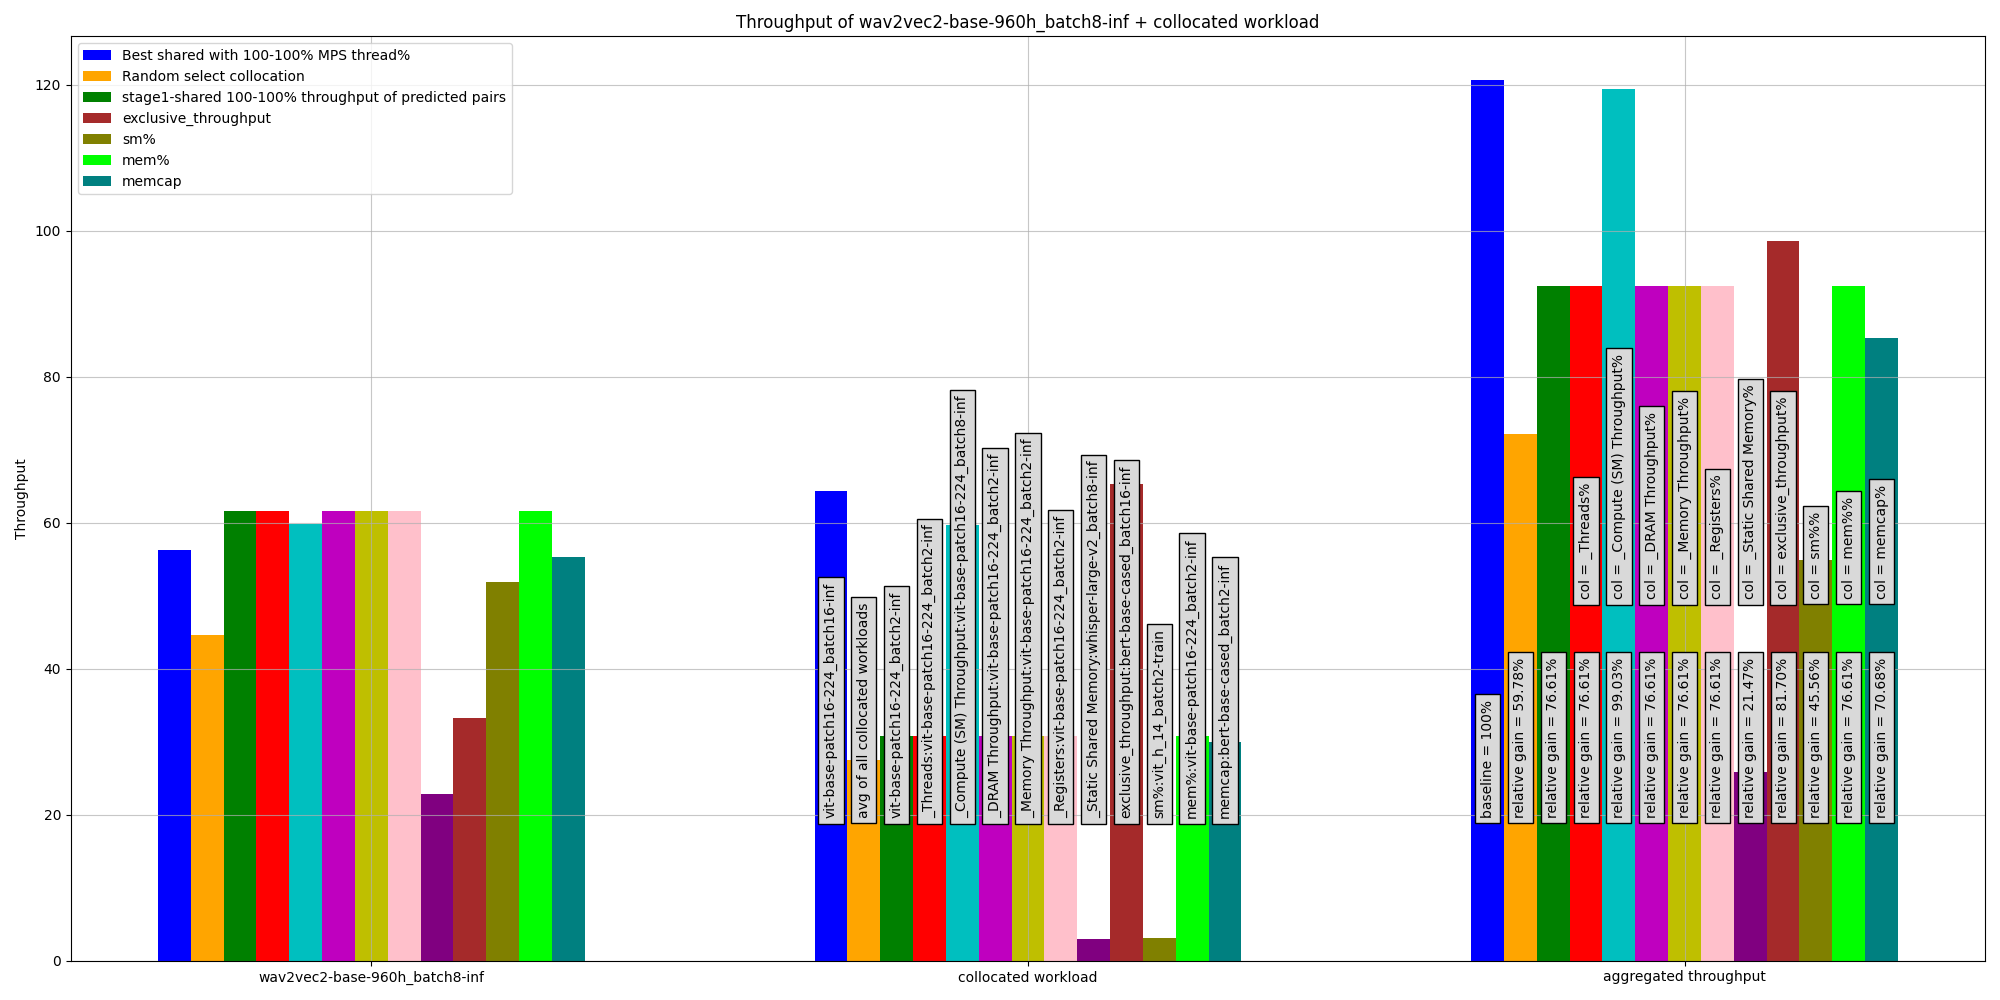 Throughput of wav2vec2-base-960h_batch8-inf + collocated workload
Best shared with 100-100% MPS thread%
Random select collocation
stage1-shared 100-100% throughput of predicted pairs
exclusive_throughput
sm%
mem%
memcap
Throughput
120
100
80
60
40
20
0
vit-base-patch16-224_batch16-inf
avg of all collocated workloads
vit-base-patch16-224_batch2-inf
_Threads:vit-base-patch16-224_batch2-inf
_Compute (SM) Throughput:vit-base-patch16-224_batch8-inf
_DRAM Throughput:vit-base-patch16-224_batch2-inf
_Memory Throughput:vit-base-patch16-224_batch2-inf
_Registers:vit-base-patch16-224_batch2-inf
_Static Shared Memory:whisper-large-v2_batch8-inf
exclusive_throughput:bert-base-cased_batch16-inf
sm%:vit_h_14_batch2-train
mem%:vit-base-patch16-224_batch2-inf
memcap:bert-base-cased_batch2-inf
col = _Threads%
col = _Compute (SM) Throughput%
col = _DRAM Throughput%
col = _Memory Throughput%
col = _Registers%
col = _Static Shared Memory%
col = exclusive_throughput%
col = sm%%
col = mem%%
col = memcap%
baseline = 100%
relative gain = 59.78%
relative gain = 76.61%
relative gain = 76.61%
relative gain = 99.03%
relative gain = 76.61%
relative gain = 76.61%
relative gain = 76.61%
relative gain = 21.47%
relative gain = 81.70%
relative gain = 45.56%
relative gain = 76.61%
relative gain = 70.68%
wav2vec2-base-960h_batch8-inf
collocated workload
aggregated throughput